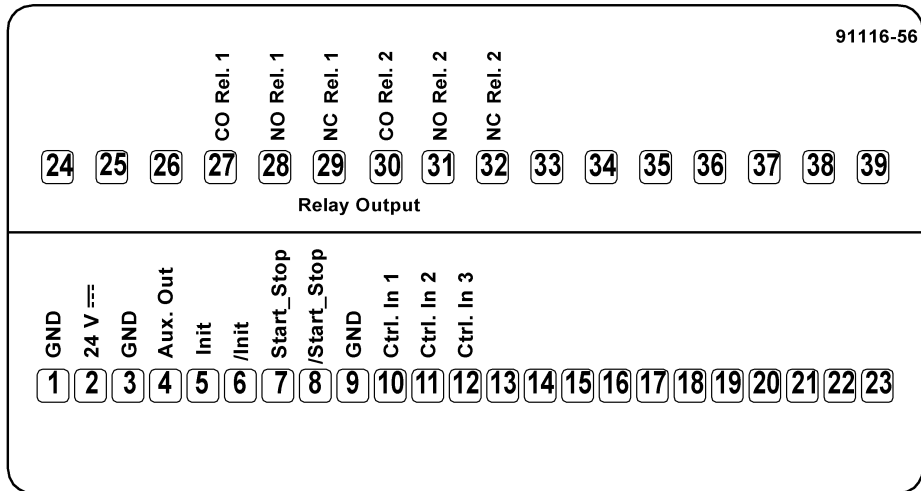 91116-56
CO Rel. 1
NO Rel. 1
NC Rel. 1
CO Rel. 2
NO Rel. 2
NC Rel. 2
24 25 26 27 28 29 30 31 32 33 34 35 36 37 38 39
Relay Output
GND
24 V ⎓
GND
Aux. Out
Init
/Init
Start_Stop
/Start_Stop
GND
Ctrl. In 1
Ctrl. In 2
Ctrl. In 3
1 2 3 4 5 6 7 8 9 10 11 12 13 14 15 16 17 18 19 20 21 22 23